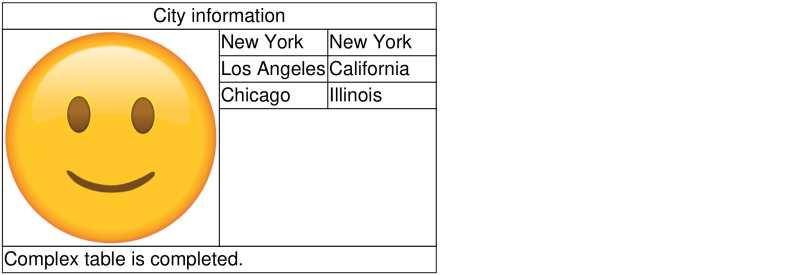 City information
New York New York
Los Angeles California
Chicago Illinois
Complex table is completed.